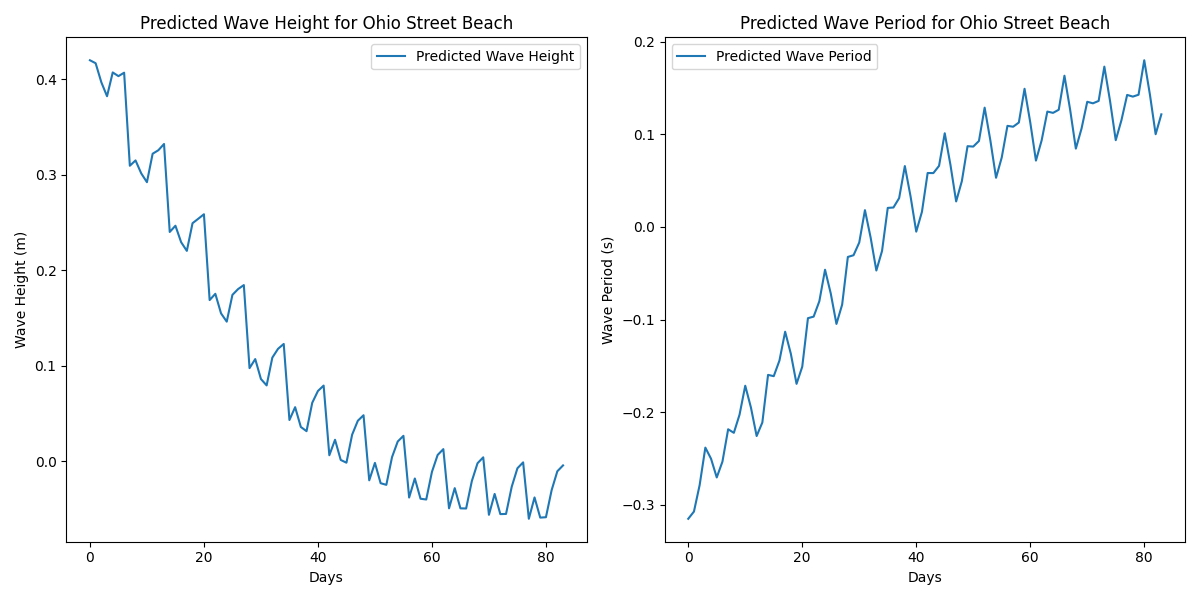 Predicted Wave Height for Ohio Street Beach
Predicted Wave Height
Wave Height (m)
0.4
0.3
0.2
0.1
0.0
0 20 40 60 80
Days
Predicted Wave Period for Ohio Street Beach
Predicted Wave Period
Wave Period (s)
0.2
0.1
0.0
−0.1
−0.2
−0.3
0 20 40 60 80
Days